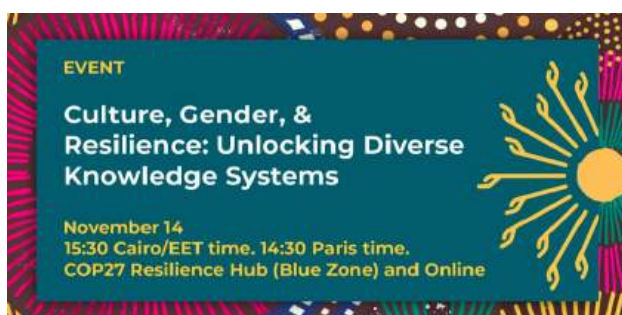 EVENT
Culture, Gender, &
Resilience: Unlocking Diverse
Knowledge Systems
November 14
15:30 Cairo/EET time. 14:30 Paris time.
COP27 Resilience Hub (Blue Zone) and Online